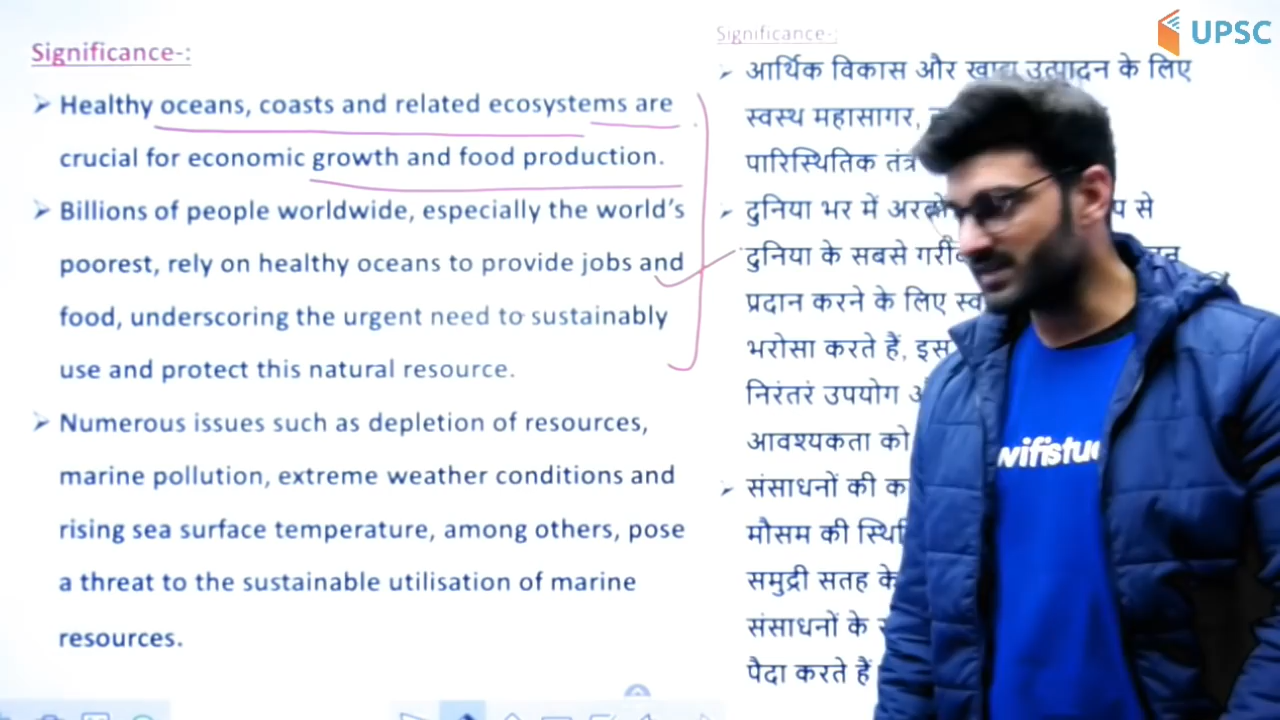 Significance-:
Healthy oceans, coasts and related ecosystems are
crucial for economic growth and food production.
Billions of people worldwide, especially the world's
poorest, rely on healthy oceans to provide jobs and
food, underscoring the urgent need to sustainably
use and protect this natural resource.
Numerous issues such as depletion of resources,
marine pollution, extreme weather conditions and
rising sea surface temperature, among others, pose
a threat to the sustainable utilisation of marine
resources.
Significance-:
आर्थिक विकास और खाद्य उत्पादन के लिए
स्वस्थ महासागर,
पारिस्थितिक तंत्र
दुनिया भर में से
दुनिया के सबसे
प्रदान करने के लिए
भरोसा करते हैं, इस
निरंतरं उपयोग
आवश्यकता को
संसाधनों की
मौसम की
समुद्री सतह के
संसाधनों के
पैदा करते हैं
UPSC
wifistud